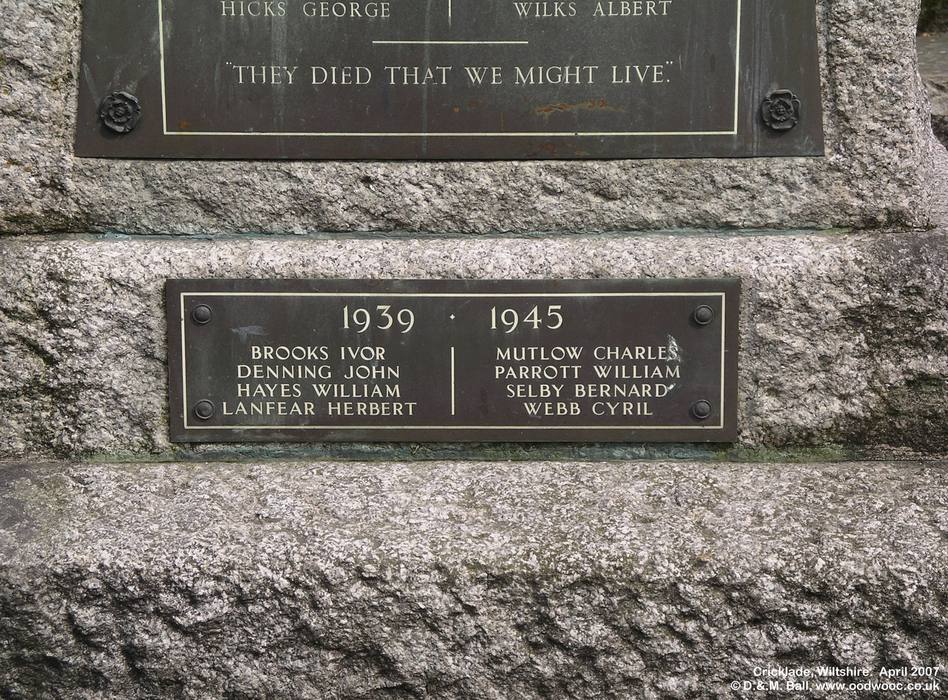 HICKS GEORGE
WILKS ALBERT
"THEY DIED THAT WE MIGHT LIVE."
1939 · 1945
BROOKS IVOR
DENNING JOHN
HAYES WILLIAM
LANFEAR HERBERT
MUTLOW CHARLES
PARROTT WILLIAM
SELBY BERNARD
WEBB CYRIL
Cricklade, Wiltshire. April 2007
© D.& M. Ball, www.oodwooc.co.uk